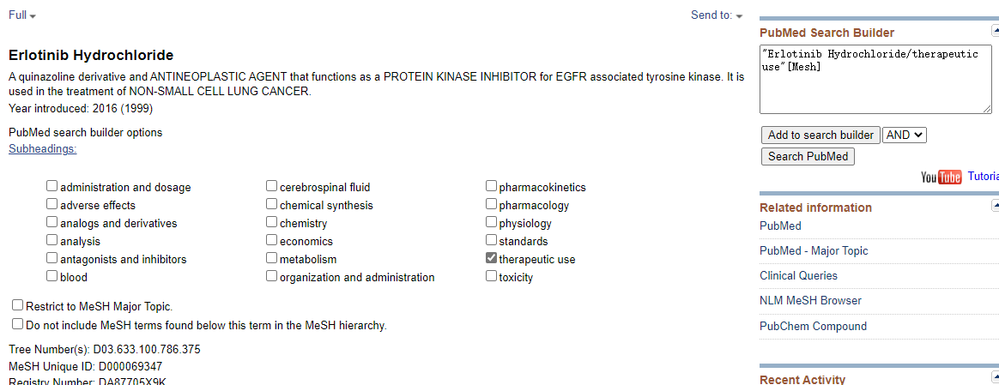 Full
Send to:
Erlotinib Hydrochloride
A quinazoline derivative and ANTINEOPLASTIC AGENT that functions as a PROTEIN KINASE INHIBITOR for EGFR associated tyrosine kinase. It is
used in the treatment of NON-SMALL CELL LUNG CANCER.
Year introduced: 2016 (1999)
PubMed search builder options
Subheadings:
administration and dosage
cerebrospinal fluid
pharmacokinetics
adverse effects
chemical synthesis
pharmacology
analogs and derivatives
chemistry
physiology
analysis
economics
standards
antagonists and inhibitors
metabolism
therapeutic use
blood
organization and administration
toxicity
Restrict to MeSH Major Topic.
Do not include MeSH terms found below this term in the MeSH hierarchy.
Tree Number(s): D03.633.100.786.375
MeSH Unique ID: D000069347
Registry Number: DA87705X9K
PubMed Search Builder
"Erlotinib Hydrochloride/therapeutic
use"[Mesh]
Add to search builder AND
Search PubMed
YouTube Tutoria
Related information
PubMed
PubMed - Major Topic
Clinical Queries
NLM MeSH Browser
PubChem Compound
Recent Activity